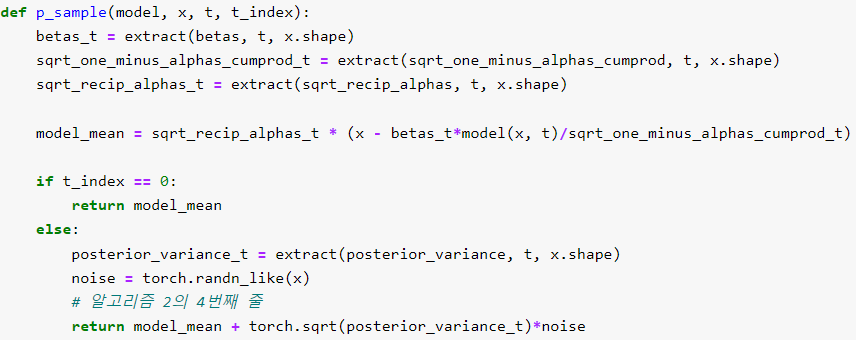 def p_sample(model, x, t, t_index):
    betas_t = extract(betas, t, x.shape)
    sqrt_one_minus_alphas_cumprod_t = extract(sqrt_one_minus_alphas_cumprod, t, x.shape)
    sqrt_recip_alphas_t = extract(sqrt_recip_alphas, t, x.shape)

    model_mean = sqrt_recip_alphas_t * (x - betas_t*model(x, t)/sqrt_one_minus_alphas_cumprod_t)

    if t_index == 0:
        return model_mean
    else:
        posterior_variance_t = extract(posterior_variance, t, x.shape)
        noise = torch.randn_like(x)
        # 알고리즘 2의 4번째 줄
        return model_mean + torch.sqrt(posterior_variance_t)*noise